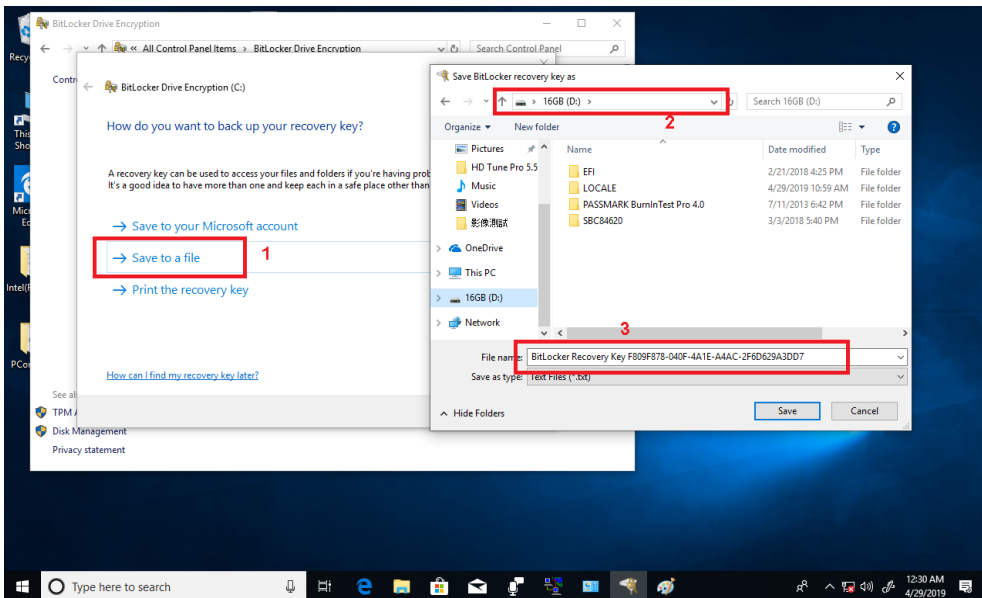 BitLocker Drive Encryption
« All Control Panel Items > BitLocker Drive Encryption
Search Control Panel
BitLocker Drive Encryption (C:)
How do you want to back up your recovery key?
A recovery key can be used to access your files and folders if you're having
It's a good idea to have more than one and keep each in a safe place other than
→ Save to your Microsoft account
→ Save to a file
1
→ Print the recovery key
How can I find my recovery key later?
See
TPM
Disk Management
Privacy statement
Save BitLocker recovery key as
> 16GB (D:) >
Search 16GB (D:)
2
Organize
New folder
Pictures
HD Tune Pro 5.5
Music
Videos
影像測試
OneDrive
This PC
16GB (D:)
Network
Name
Date modified
Type
EFI
2/21/2018 4:25 PM
File folder
LOCALE
4/29/2019 10:59 AM
File folder
PASSMARK BurnInTest Pro 4.0
7/11/2013 6:42 PM
File folder
SBC84620
3/3/2018 5:40 PM
File folder
3
File name:
BitLocker Recovery Key F809F878-040F-4A1E-A4AC-2F6D629A3DD7
Save as type:
Text Files (*.txt)
Hide Folders
Save
Cancel
Type here to search
12:30 AM
4/29/2019